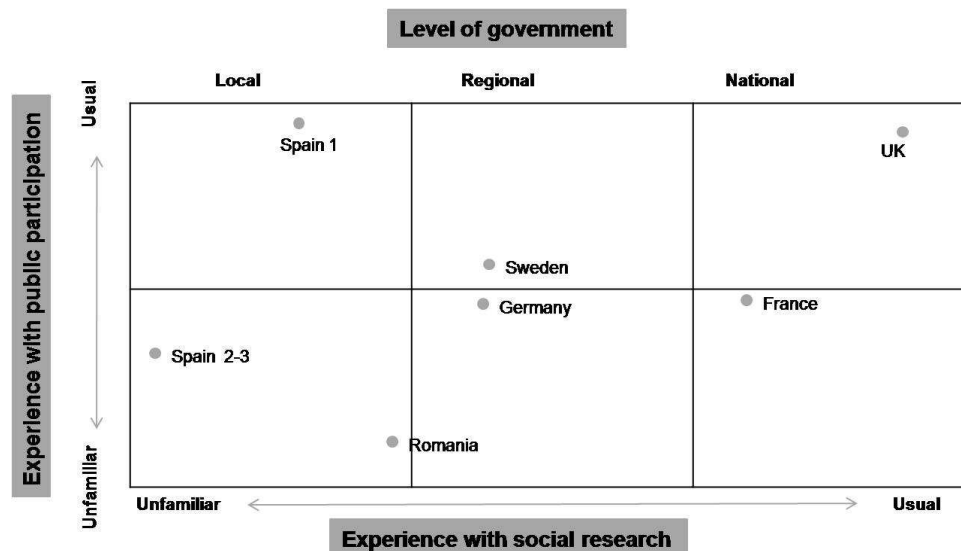 Level of government
Local Regional National
Experience with public participation
Usual
Unfamiliar
Spain 1
UK
Sweden
Germany
France
Spain 2-3
Romania
Unfamiliar Usual
Experience with social research